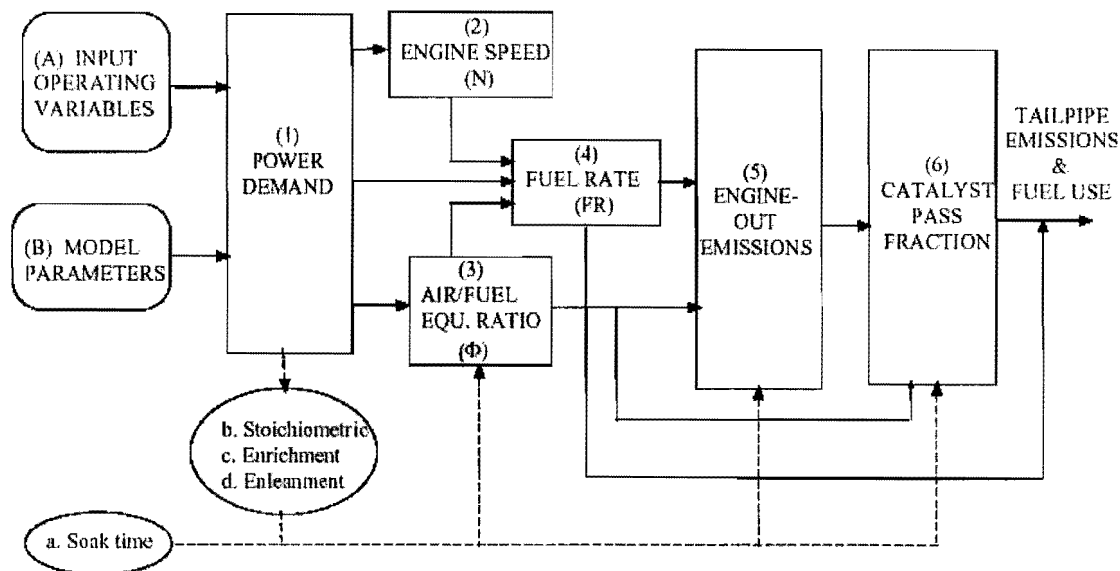 (A) INPUT
OPERATING
VARIABLES
(B) MODEL
PARAMETERS
(1)
POWER
DEMAND
(2)
ENGINE SPEED
(N)
(4)
FUEL RATE
(FR)
(3)
AIR/FUEL
EQU. RATIO
(Φ)
(5)
ENGINE-
OUT
EMISSIONS
(6)
CATALYST
PASS
FRACTION
TAILPIPE
EMISSIONS
&
FUEL USE
b. Stoichiometric
c. Enrichment
d. Enleanment
a. Soak time